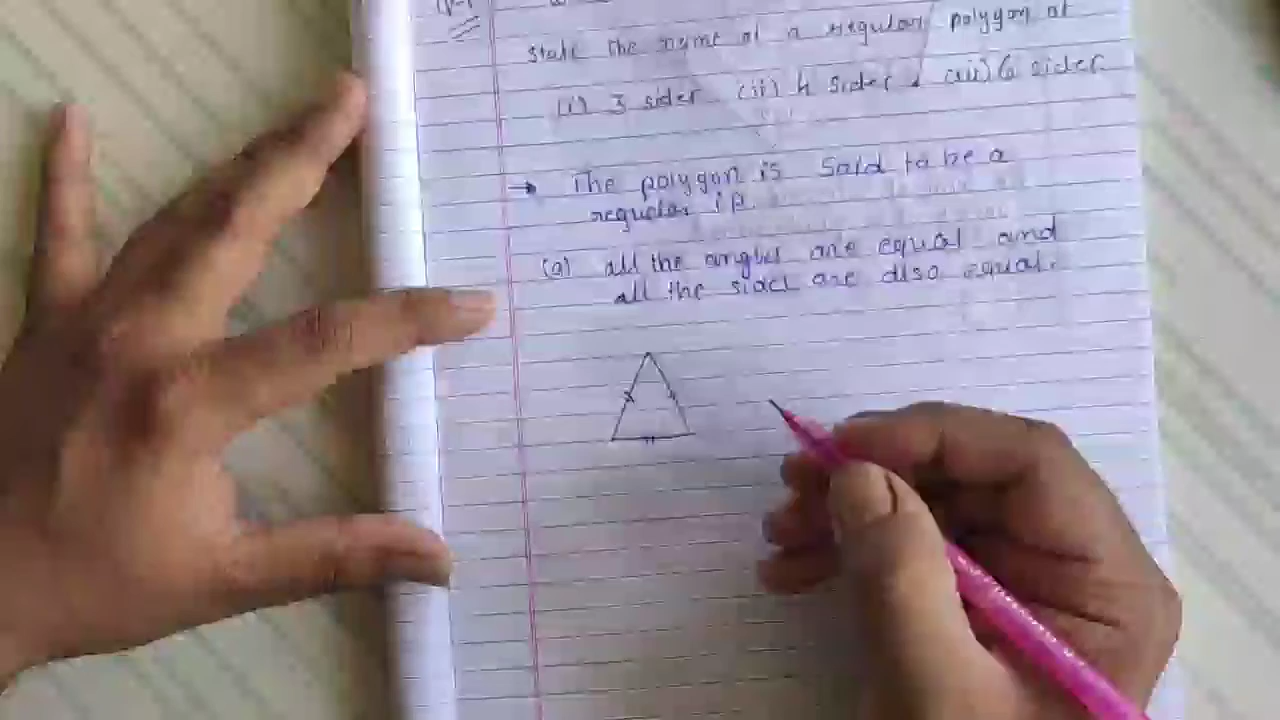 State the name of a regular polygon of
(i) 3 sides (ii) 4 sides & (iii) 6 sides
→ The polygon is said to be a
regular if.
(a) all the angles are equal and
all the sides are also equal.